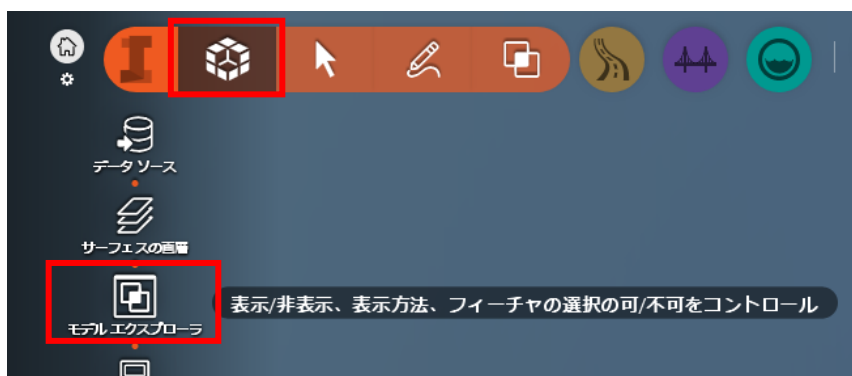 データ ソース
サーフェスの画層
モデル エクスプローラ
表示/非表示、表示方法、フィーチャの選択の可/不可をコントロール